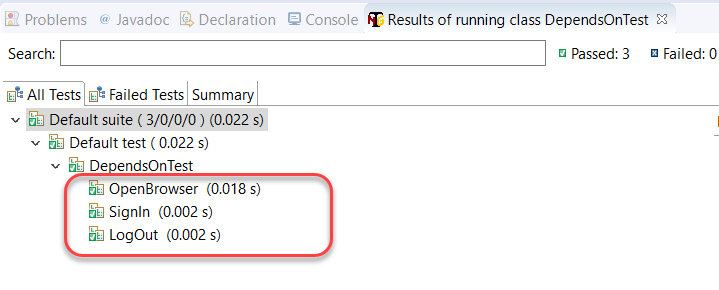 Problems @ Javadoc Declaration Console Results of running class DependsOnTest
Search: Passed: 3 Failed: 0
All Tests Failed Tests Summary
Default suite ( 3/0/0/0 ) (0.022 s)
Default test ( 0.022 s)
DependsOnTest
OpenBrowser (0.018 s)
SignIn (0.002 s)
LogOut (0.002 s)